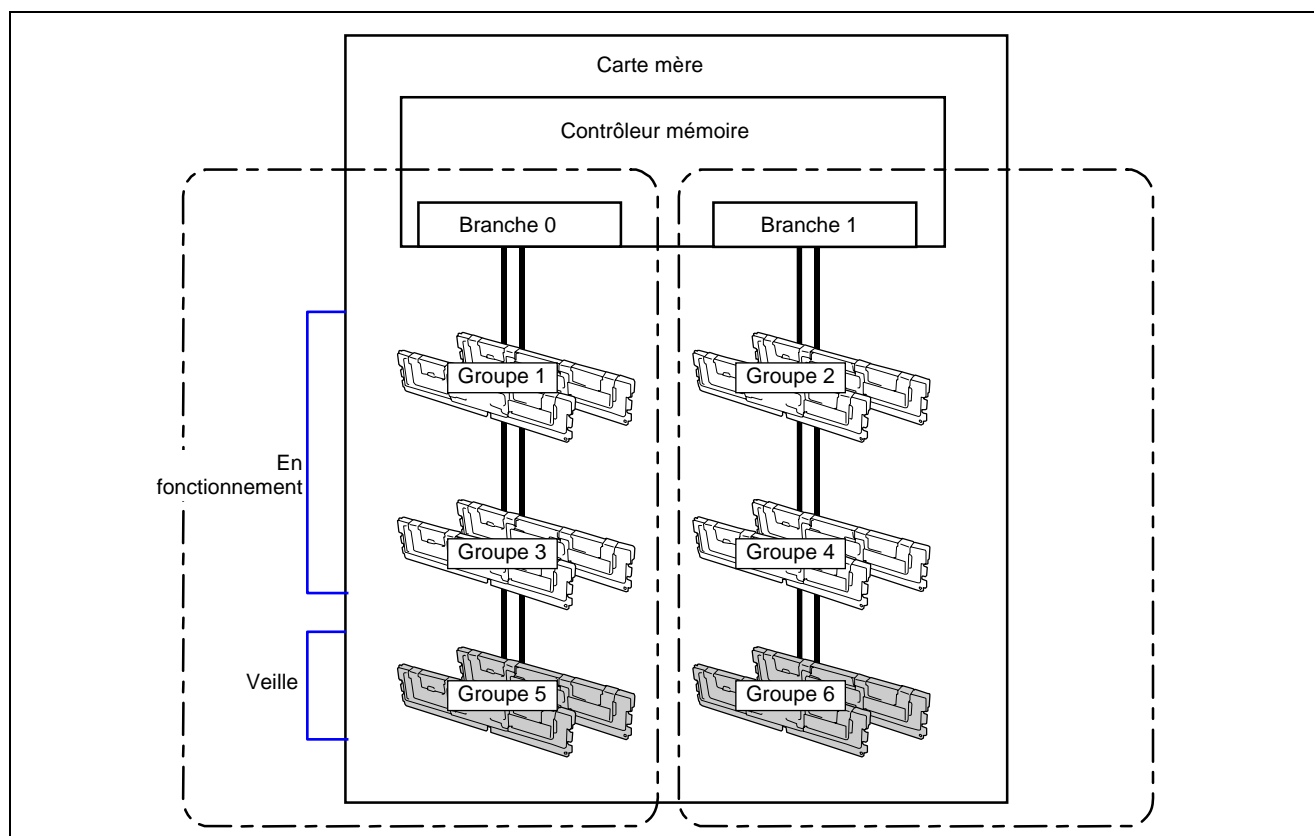 Carte mère
Contrôleur mémoire
Branche 0
Branche 1
Groupe 1
Groupe 2
En
fonctionnement
Groupe 3
Groupe 4
Veille
Groupe 5
Groupe 6